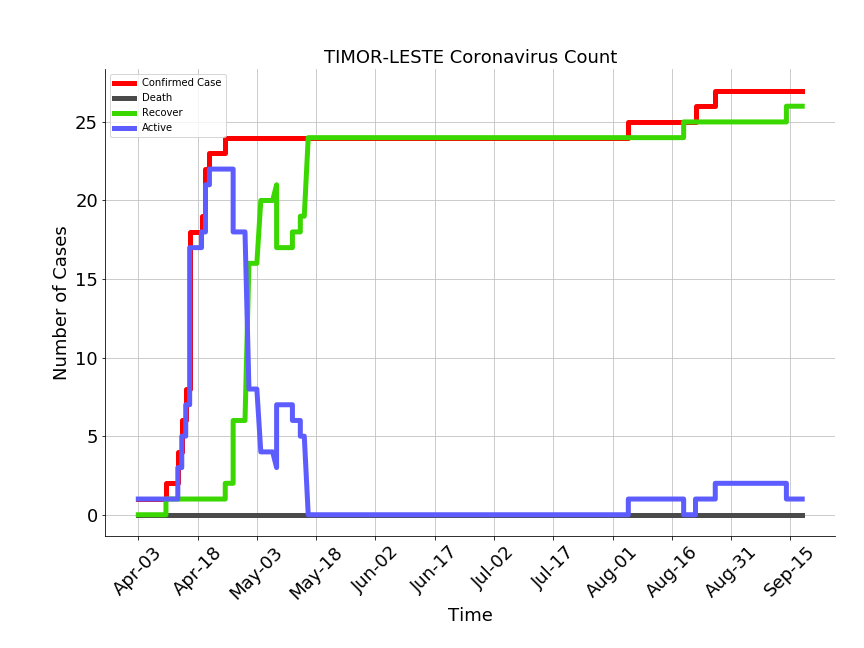 TIMOR-LESTE Coronavirus Count
Confirmed Case
Death
Recover
Active
25
20
15
10
5
0
Number of Cases
Apr-03
Apr-18
May-03
May-18
Jun-02
Jun-17
Jul-02
Jul-17
Aug-01
Aug-16
Aug-31
Sep-15
Time